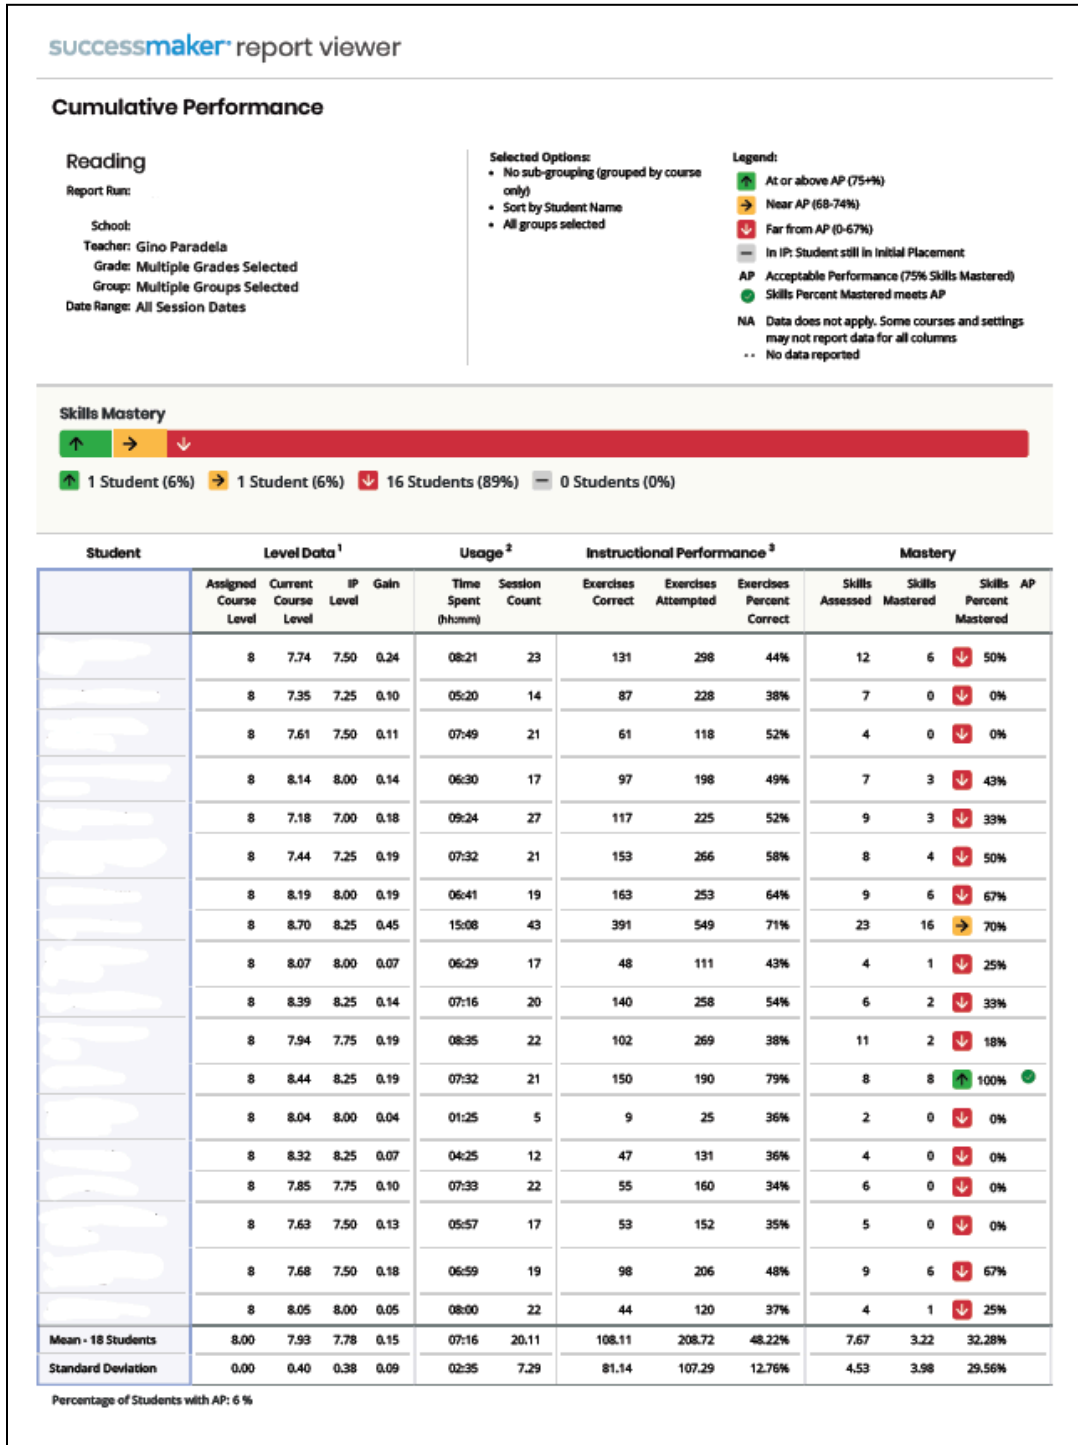 successmaker report viewer
Cumulative Performance
Reading
Report Run:
School:
Teacher: Gino Paradela
Grade: Multiple Grades Selected
Group: Multiple Groups Selected
Date Range: All Session Dates
Selected Options:
• No sub-grouping (grouped by course
only)
• Sort by Student Name
• All groups selected
Legend:
At or above AP (75+%)
Near AP (68-74%)
Far from AP (0-67%)
In IP: Student still in Initial Placement
AP Acceptable Performance (75% Skills Mastered)
Skills Percent Mastered meets AP
NA Data does not apply. Some courses and settings
may not report data for all columns
-- No data reported
Skills Mastery
1 Student (6%) 1 Student (6%) 16 Students (89%) 0 Students (0%)
Student Level Data 1 Usage 2 Instructional Performance 3 Mastery
Assigned Current IP Gain Time Session Exercises Exercises Exercises Skills Skills Skills AP
Course Course Level Spent Count Correct Attempted Percent Assessed Mastered Percent
Level Level (hh:mm) Correct Mastered
8 7.74 7.50 0.24 08:21 23 131 298 44% 12 6 50%
8 7.35 7.25 0.10 05:20 14 87 228 38% 7 0 0%
8 7.61 7.50 0.11 07:49 21 61 118 52% 4 0 0%
8 8.14 8.00 0.14 06:30 17 97 198 49% 7 3 43%
8 7.18 7.00 0.18 09:24 27 117 225 52% 9 3 33%
8 7.44 7.25 0.19 07:32 21 153 266 58% 8 4 50%
8 8.19 8.00 0.19 06:41 19 163 253 64% 9 6 67%
8 8.70 8.25 0.45 15:08 43 391 549 71% 23 16 70%
8 8.07 8.00 0.07 06:29 17 48 111 43% 4 1 25%
8 8.39 8.25 0.14 07:16 20 140 258 54% 6 2 33%
8 7.94 7.75 0.19 08:35 22 102 269 38% 11 2 18%
8 8.44 8.25 0.19 07:32 21 150 190 79% 8 8 100%
8 8.04 8.00 0.04 01:25 5 9 25 36% 2 0 0%
8 8.32 8.25 0.07 04:25 12 47 131 36% 4 0 0%
8 7.85 7.75 0.10 07:33 22 55 160 34% 6 0 0%
8 7.63 7.50 0.13 05:57 17 53 152 35% 5 0 0%
8 7.68 7.50 0.18 06:59 19 98 206 48% 9 6 67%
8 8.05 8.00 0.05 08:00 22 44 120 37% 4 1 25%
Mean - 18 Students 8.00 7.93 7.78 0.15 07:16 20.11 108.11 208.72 48.22% 7.67 3.22 32.28%
Standard Deviation 0.00 0.40 0.38 0.09 02:35 7.29 81.14 107.29 12.76% 4.53 3.98 29.56%
Percentage of Students with AP: 6 %